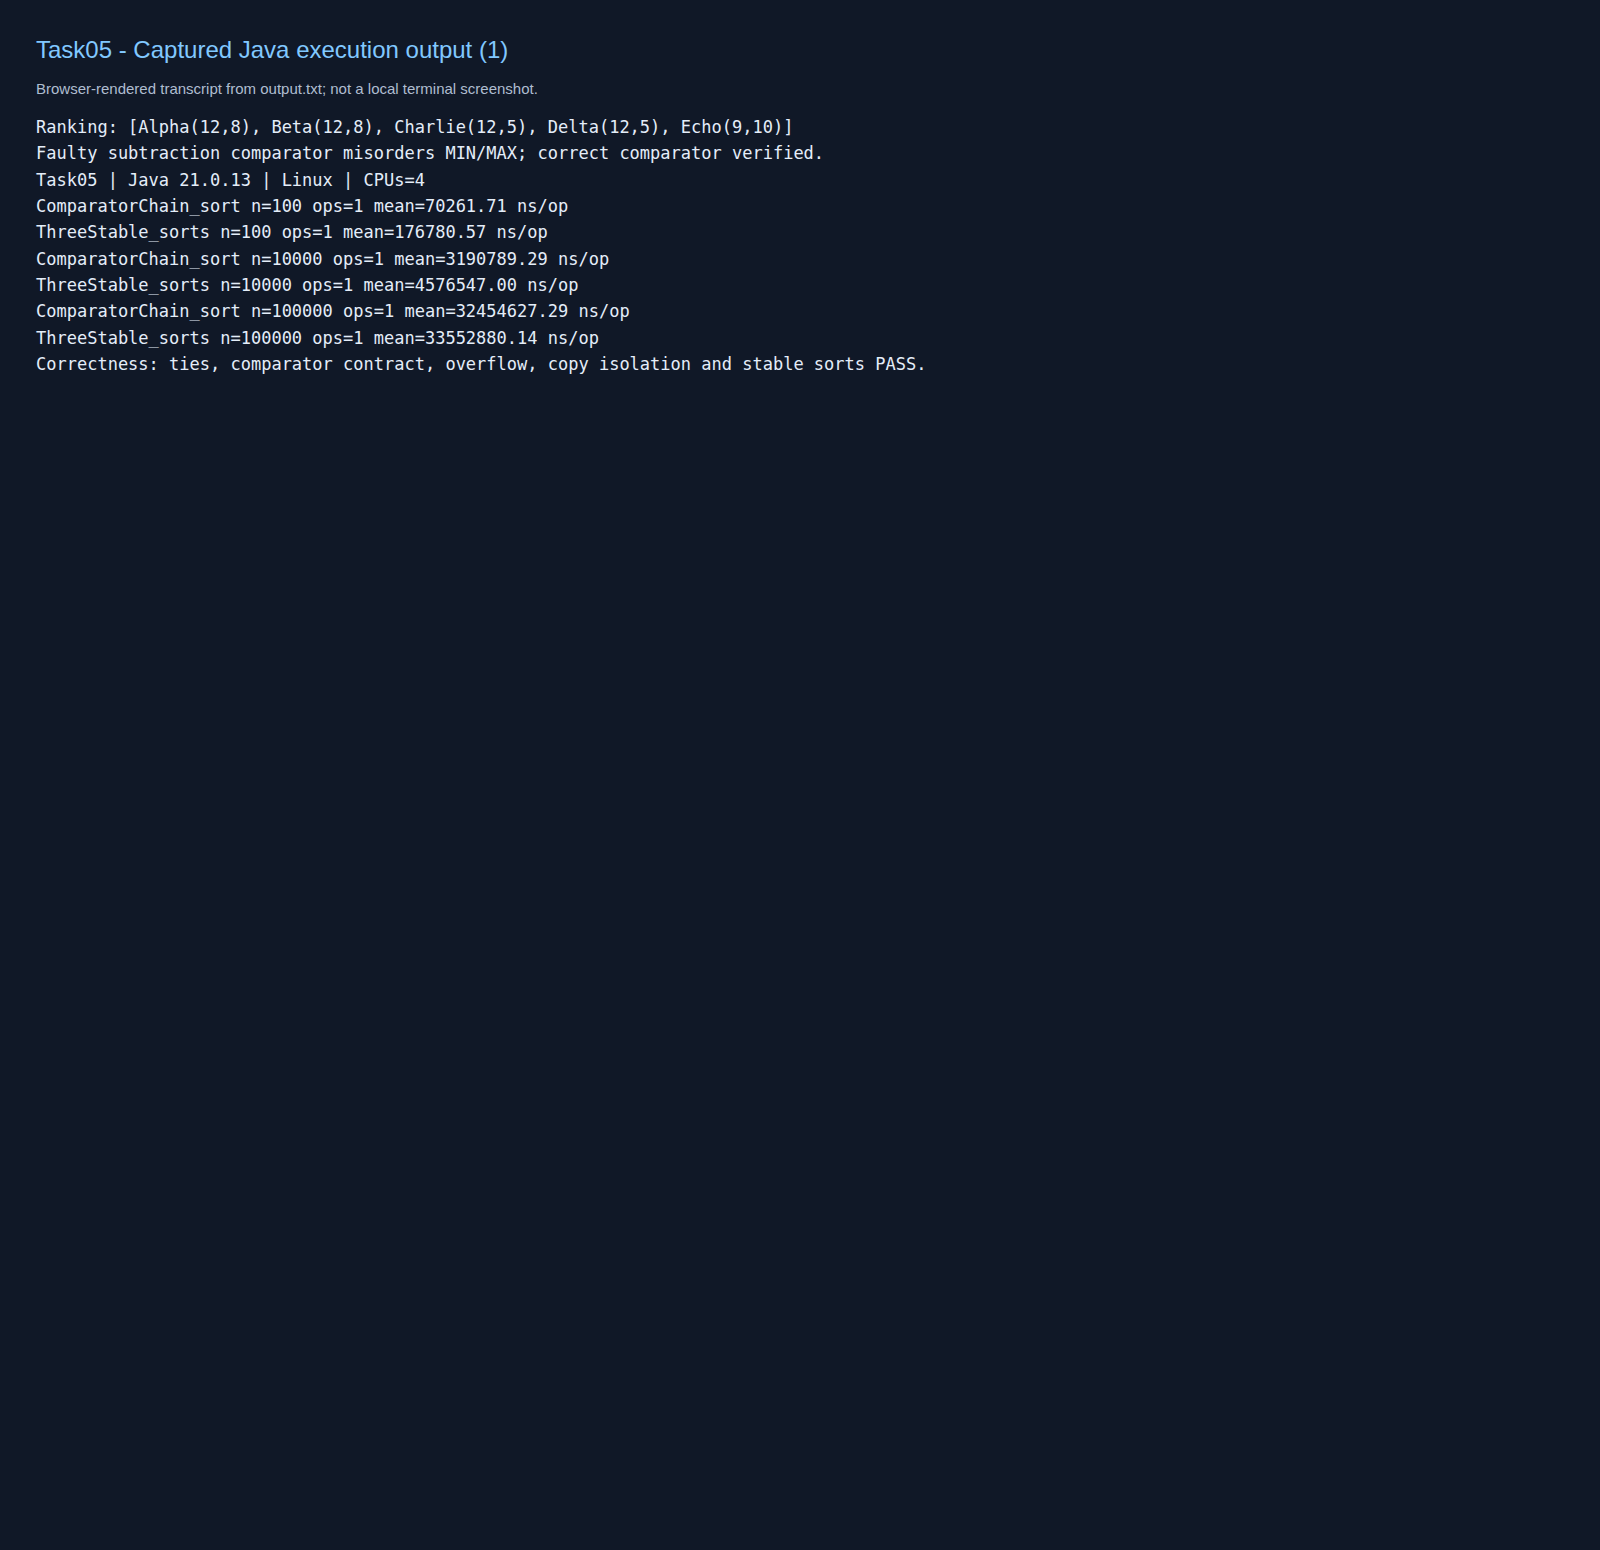 Task05 - Captured Java execution output (1)
Browser-rendered transcript from output.txt; not a local terminal screenshot.
Ranking: [Alpha(12,8), Beta(12,8), Charlie(12,5), Delta(12,5), Echo(9,10)]
Faulty subtraction comparator misorders MIN/MAX; correct comparator verified.
Task05 | Java 21.0.13 | Linux | CPUs=4
ComparatorChain_sort n=100 ops=1 mean=70261.71 ns/op
ThreeStable_sorts n=100 ops=1 mean=176780.57 ns/op
ComparatorChain_sort n=10000 ops=1 mean=3190789.29 ns/op
ThreeStable_sorts n=10000 ops=1 mean=4576547.00 ns/op
ComparatorChain_sort n=100000 ops=1 mean=32454627.29 ns/op
ThreeStable_sorts n=100000 ops=1 mean=33552880.14 ns/op
Correctness: ties, comparator contract, overflow, copy isolation and stable sorts PASS.